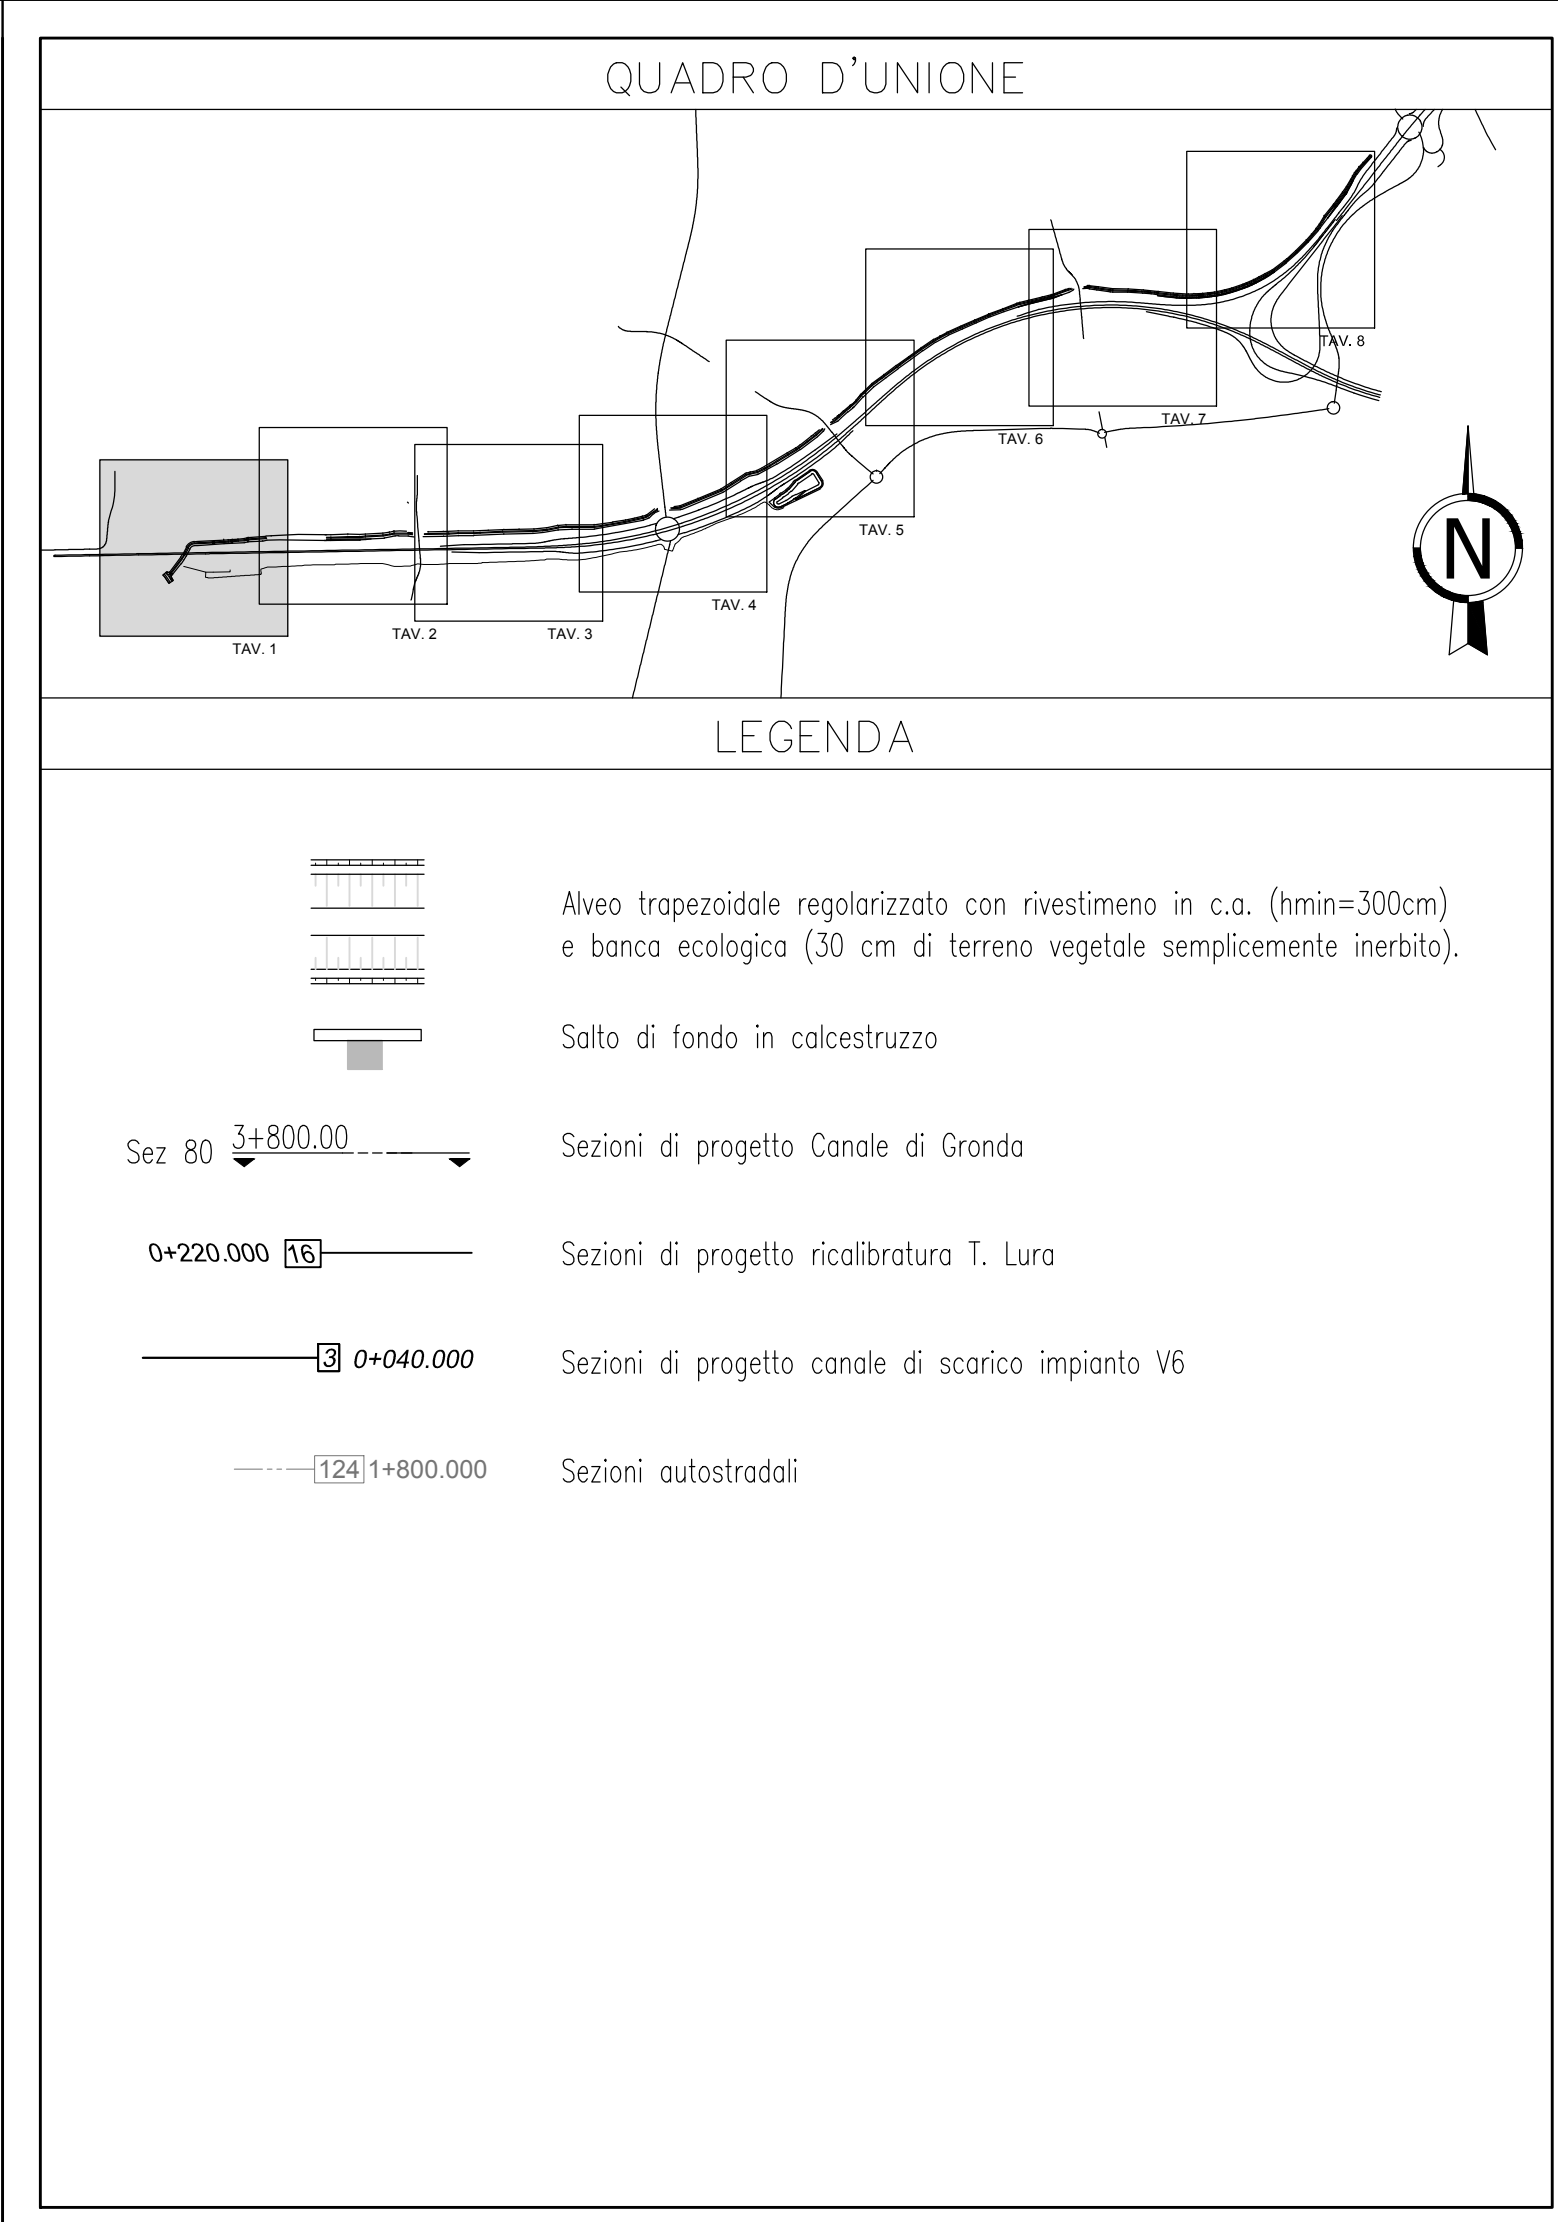 QUADRO D'UNIONE
TAV. 8
TAV. 7
TAV. 6
TAV. 5
TAV. 4
TAV. 1
TAV. 2
TAV. 3
N
LEGENDA
Alveo trapezoidale regolarizzato con rivestimeno in c.a. (hmin=300cm)
e banca ecologica (30 cm di terreno vegetale semplicemente inerbito).
Salto di fondo in calcestruzzo
Sez 80 3+800.00
Sezioni di progetto Canale di Gronda
0+220.000 16
Sezioni di progetto ricalibratura T. Lura
3 0+040.000
Sezioni di progetto canale di scarico impianto V6
124 1+800.000
Sezioni autostradali